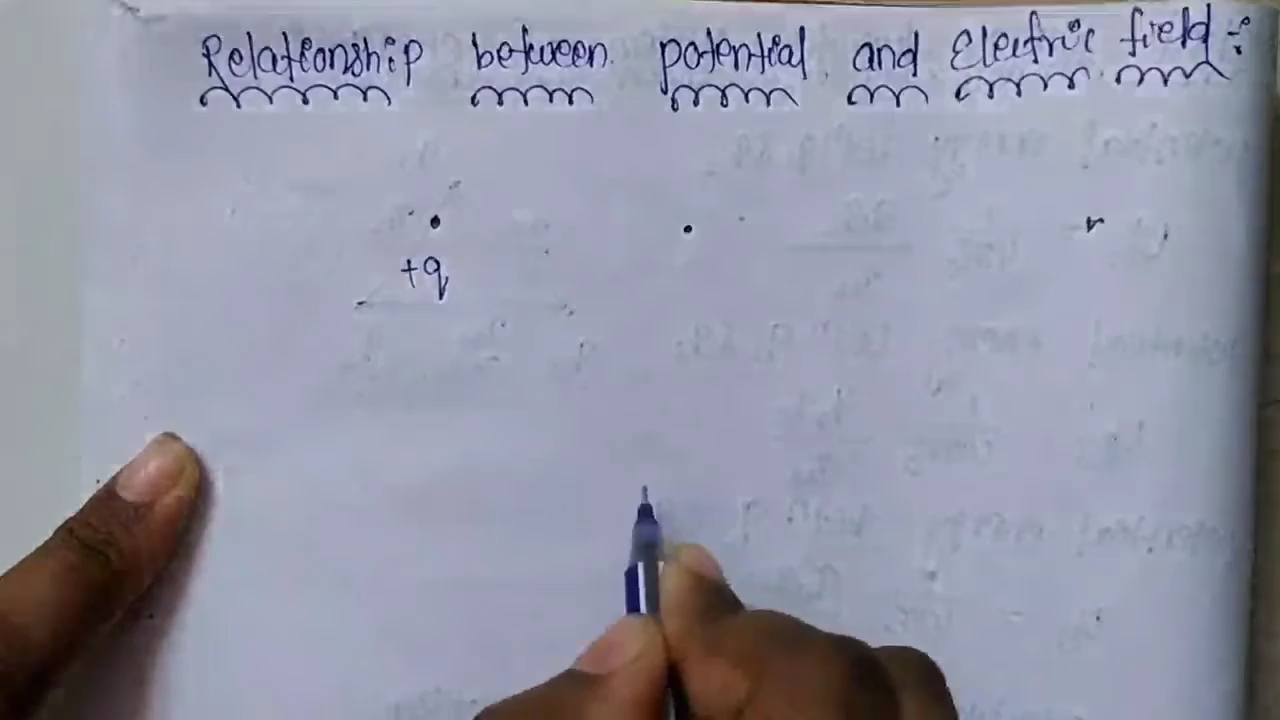 Relationship between potential and Electric field :
+q